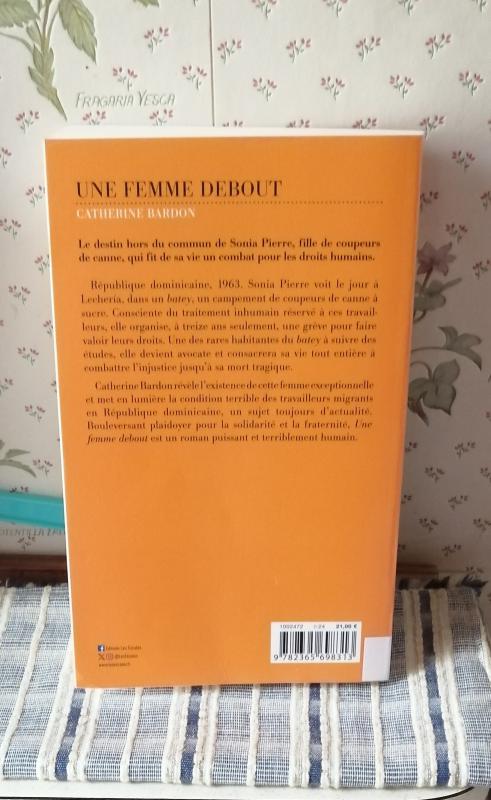 FRAGARIA VESCA
UNE FEMME DEBOUT
CATHERINE BARDON
Le destin hors du commun de Sonia Pierre, fille de coupeurs
de canne, qui fit de sa vie un combat pour les droits humains.
République dominicaine, 1963. Sonia Pierre voit le jour à
Lecheria, dans un batey, un campement de coupeurs de canne à
sucre. Consciente du traitement inhumain réservé à ces travail-
leurs, elle organise, à treize ans seulement, une grève pour faire
valoir leurs droits. Une des rares habitantes du batey à suivre des
études, elle devient avocate et consacrera sa vie tout entière à
combattre l'injustice jusqu'à sa mort tragique.
Catherine Bardon révèle l'existence de cette femme exceptionnelle
et met en lumière la condition terrible des travailleurs migrants
en République dominicaine, un sujet toujours d'actualité.
Bouleversant plaidoyer pour la solidarité et la fraternité, Une
femme debout est un roman puissant et terriblement humain.
POTENTILLA
Éditions Les Escales
1002472 1-24 21,00 €
9 782365 698313